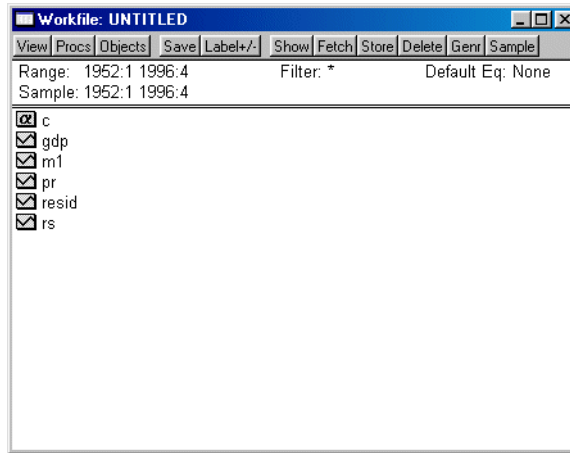 Workfile: UNTITLED
View Procs Objects Save Label+/- Show Fetch Store Delete Genr Sample
Range: 1952:1 1996:4 Filter: * Default Eq: None
Sample: 1952:1 1996:4
α c
gdp
m1
pr
resid
rs